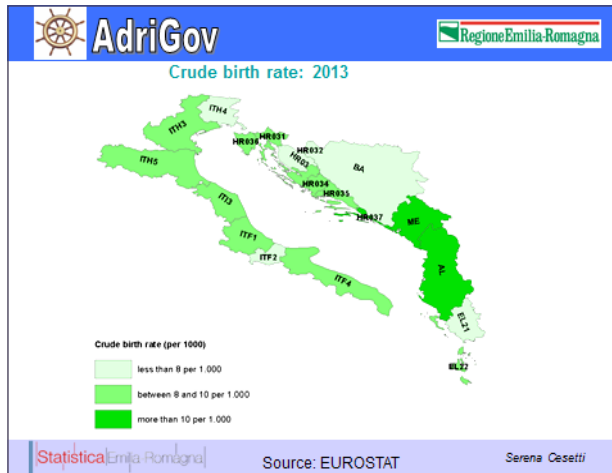 AdriGov
RegioneEmilia-Romagna
Crude birth rate: 2013
ITH4
ITH3
HR036
HR031
ITH5
HR032
HR03
BA
HR034
HR035
ITI3
HR037
ME
ITF1
ITF2
AL
ITF4
EL21
EL22
Crude birth rate (per 1000)
less than 8 per 1.000
between 8 and 10 per 1.000
more than 10 per 1.000
Statistica Emilia-Romagna
Source: EUROSTAT
Serena Cesetti